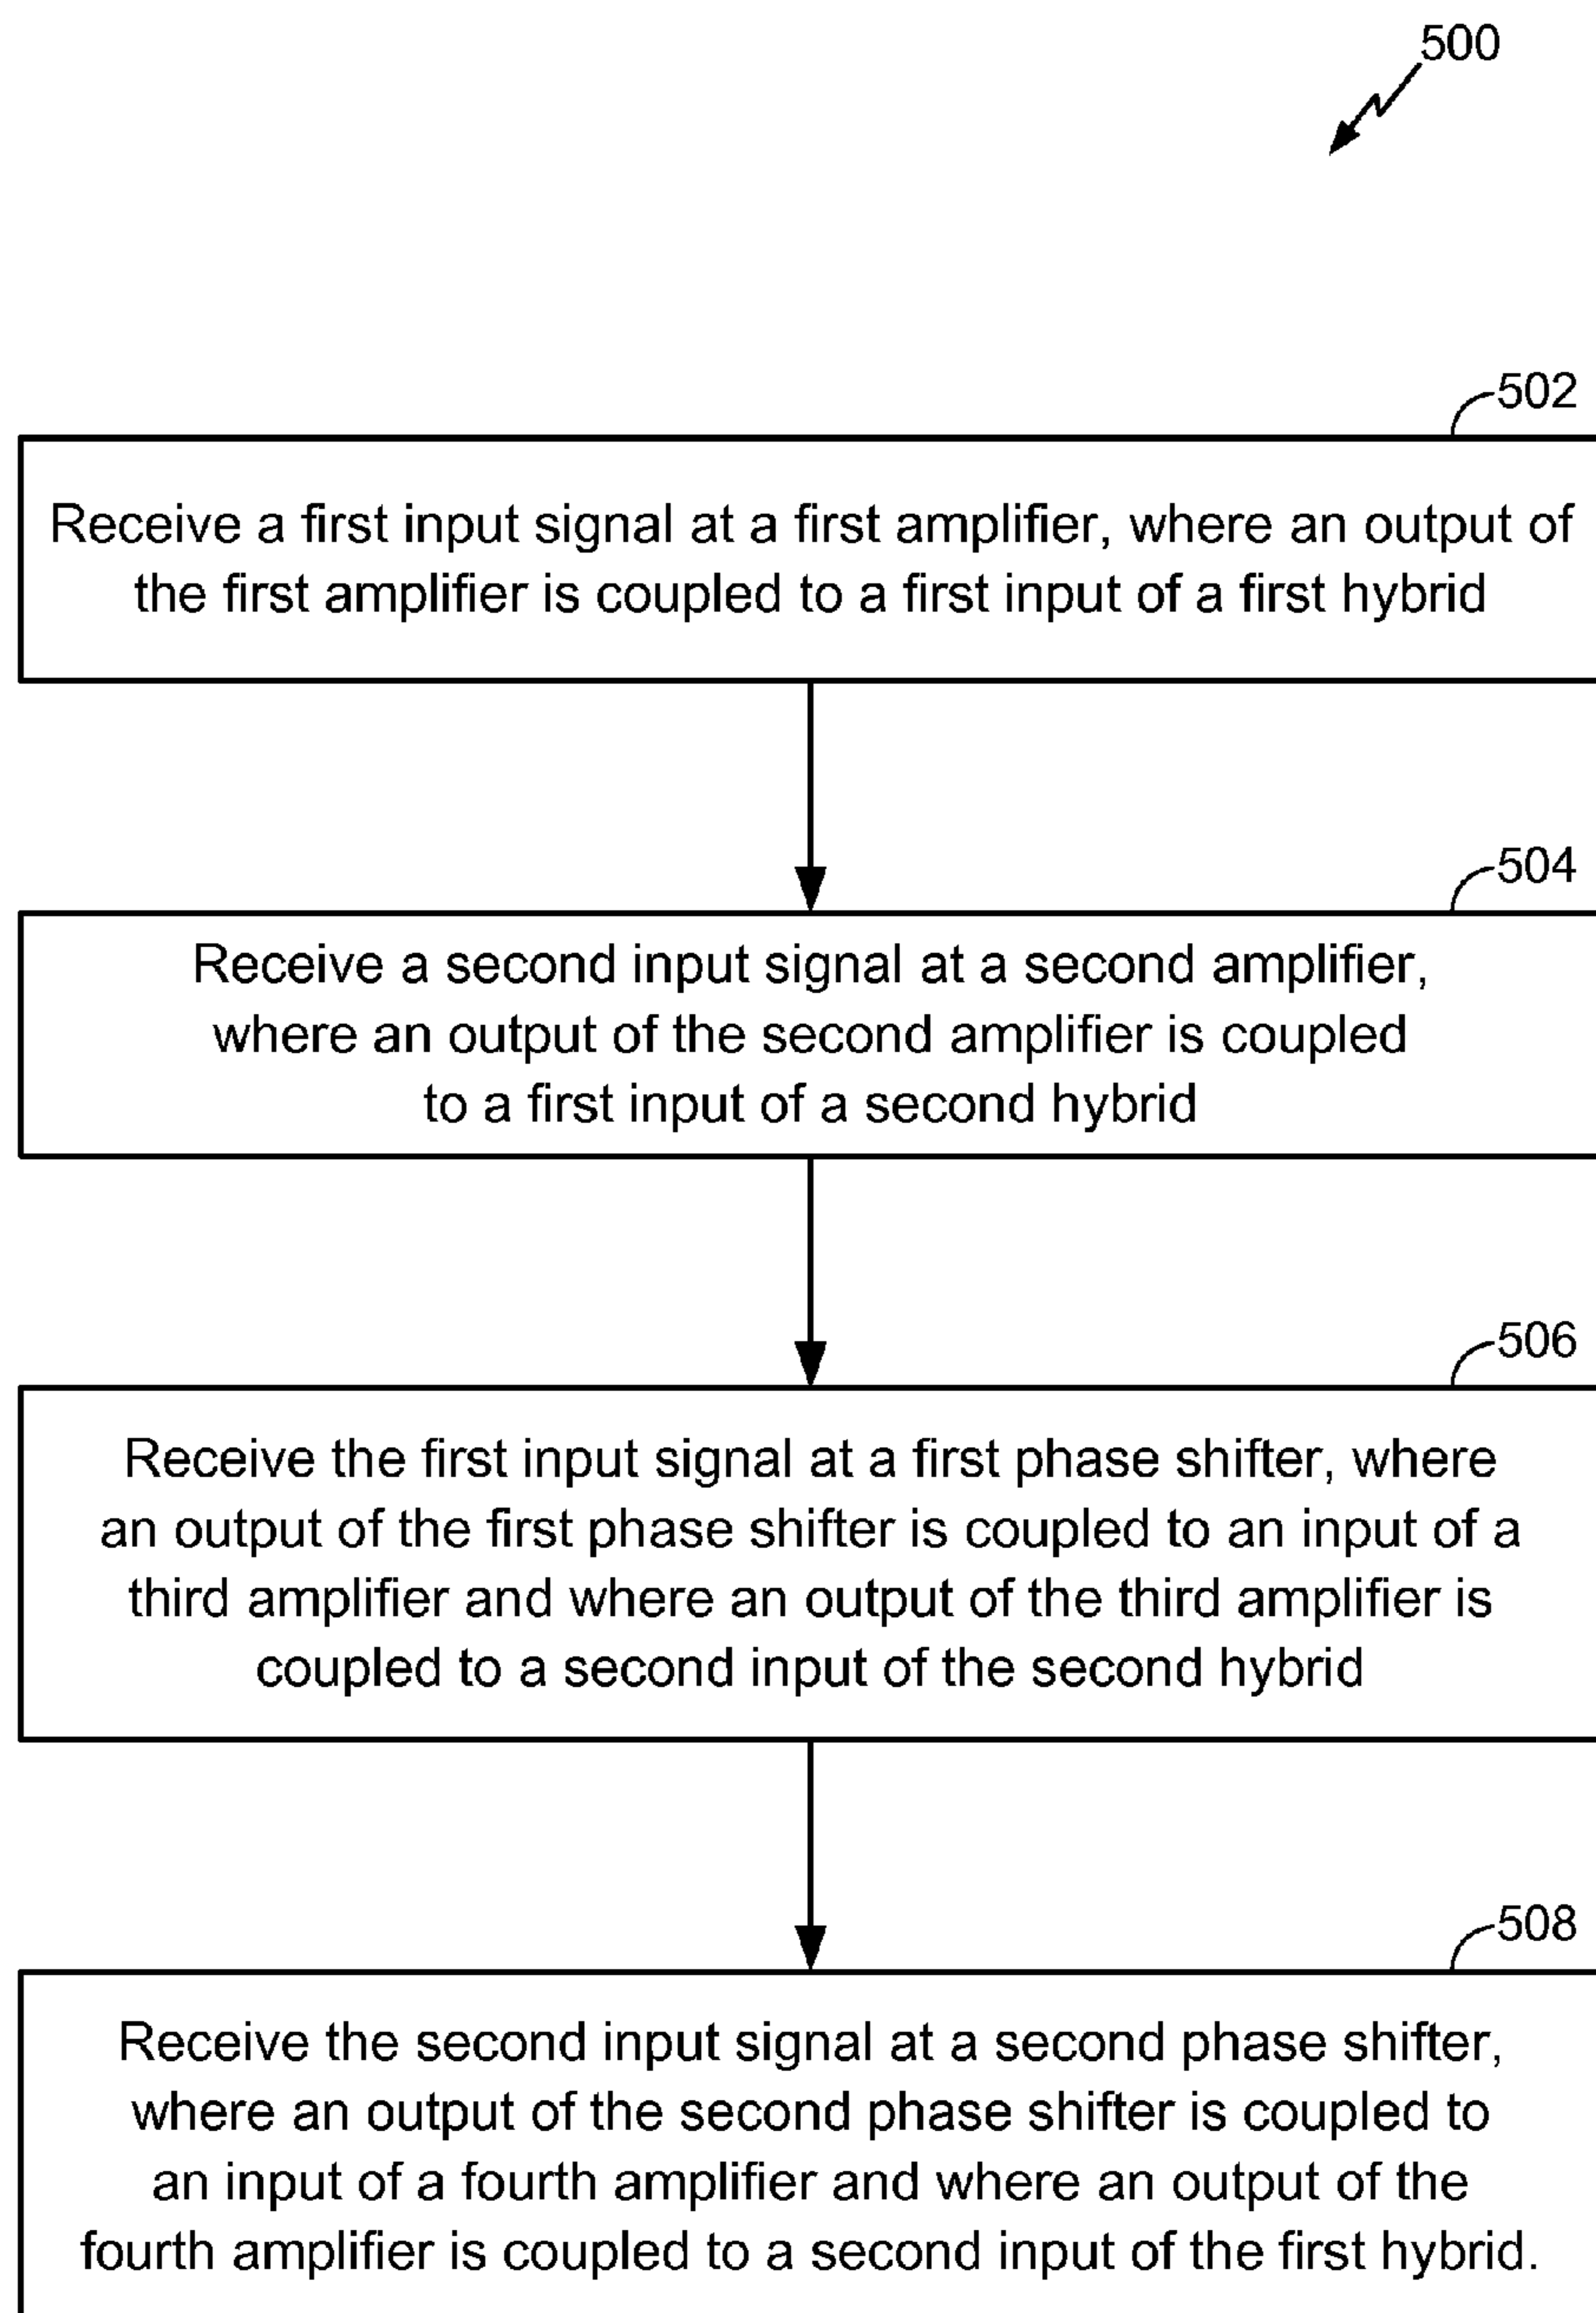 500
502
Receive a first input signal at a first amplifier, where an output of
the first amplifier is coupled to a first input of a first hybrid
504
Receive a second input signal at a second amplifier,
where an output of the second amplifier is coupled
to a first input of a second hybrid
506
Receive the first input signal at a first phase shifter, where
an output of the first phase shifter is coupled to an input of a
third amplifier and where an output of the third amplifier is
coupled to a second input of the second hybrid
508
Receive the second input signal at a second phase shifter,
where an output of the second phase shifter is coupled to
an input of a fourth amplifier and where an output of the
fourth amplifier is coupled to a second input of the first hybrid.